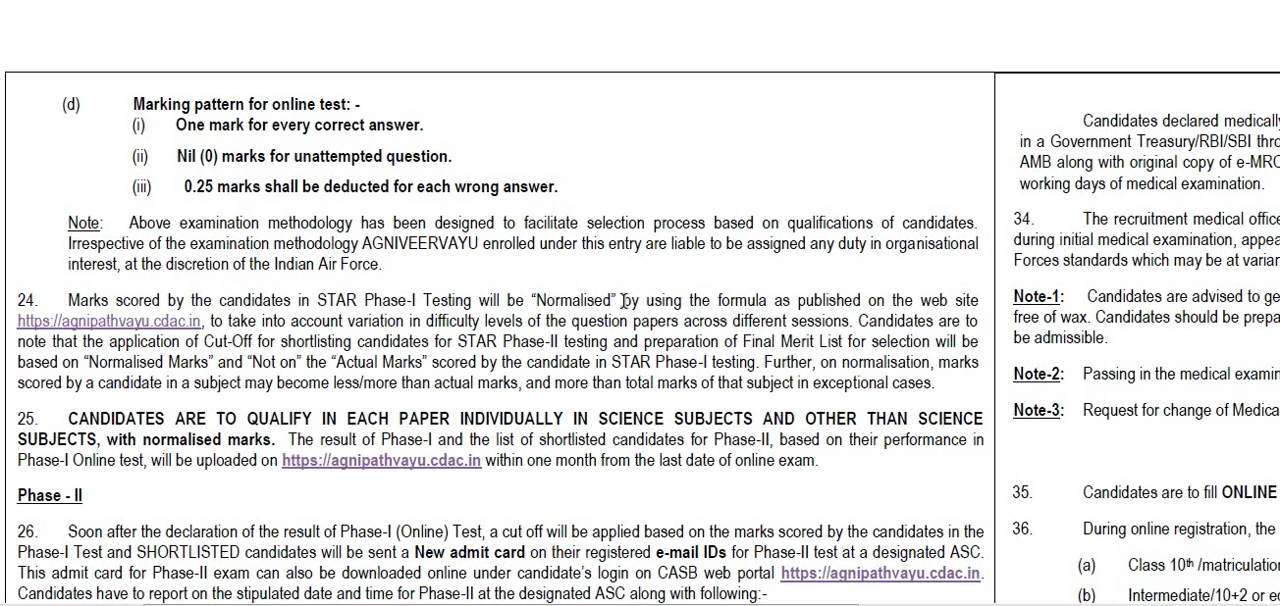 (d) Marking pattern for online test: -
(i) One mark for every correct answer.
(ii) Nil (0) marks for unattempted question.
(iii) 0.25 marks shall be deducted for each wrong answer.
Note: Above examination methodology has been designed to facilitate selection process based on qualifications of candidates.
Irrespective of the examination methodology AGNIVEERVAYU enrolled under this entry are liable to be assigned any duty in organisational
interest, at the discretion of the Indian Air Force.
24. Marks scored by the candidates in STAR Phase-I Testing will be “Normalised” by using the formula as published on the web site
https://agnipathvayu.cdac.in, to take into account variation in difficulty levels of the question papers across different sessions. Candidates are to
note that the application of Cut-Off for shortlisting candidates for STAR Phase-II testing and preparation of Final Merit List for selection will be
based on “Normalised Marks” and “Not on” the “Actual Marks” scored by the candidate in STAR Phase-I testing. Further, on normalisation, marks
scored by a candidate in a subject may become less/more than actual marks, and more than total marks of that subject in exceptional cases.
25. CANDIDATES ARE TO QUALIFY IN EACH PAPER INDIVIDUALLY IN SCIENCE SUBJECTS AND OTHER THAN SCIENCE
SUBJECTS, with normalised marks. The result of Phase-I and the list of shortlisted candidates for Phase-II, based on their performance in
Phase-I Online test, will be uploaded on https://agnipathvayu.cdac.in within one month from the last date of online exam.
Phase - II
26. Soon after the declaration of the result of Phase-I (Online) Test, a cut off will be applied based on the marks scored by the candidates in the
Phase-I Test and SHORTLISTED candidates will be sent a New admit card on their registered e-mail IDs for Phase-II test at a designated ASC.
This admit card for Phase-II exam can also be downloaded online under candidate’s login on CASB web portal https://agnipathvayu.cdac.in.
Candidates have to report on the stipulated date and time for Phase-II at the designated ASC along with following:-
Candidates declared medically
in a Government Treasury/RBI/SBI thro
AMB along with original copy of e-MRO
working days of medical examination.
34. The recruitment medical office
during initial medical examination, appea
Forces standards which may be at varian
Note-1: Candidates are advised to ge
free of wax. Candidates should be prepa
be admissible.
Note-2: Passing in the medical examin
Note-3: Request for change of Medica
35. Candidates are to fill ONLINE
36. During online registration, the
(a) Class 10th /matriculation
(b) Intermediate/10+2 or eq